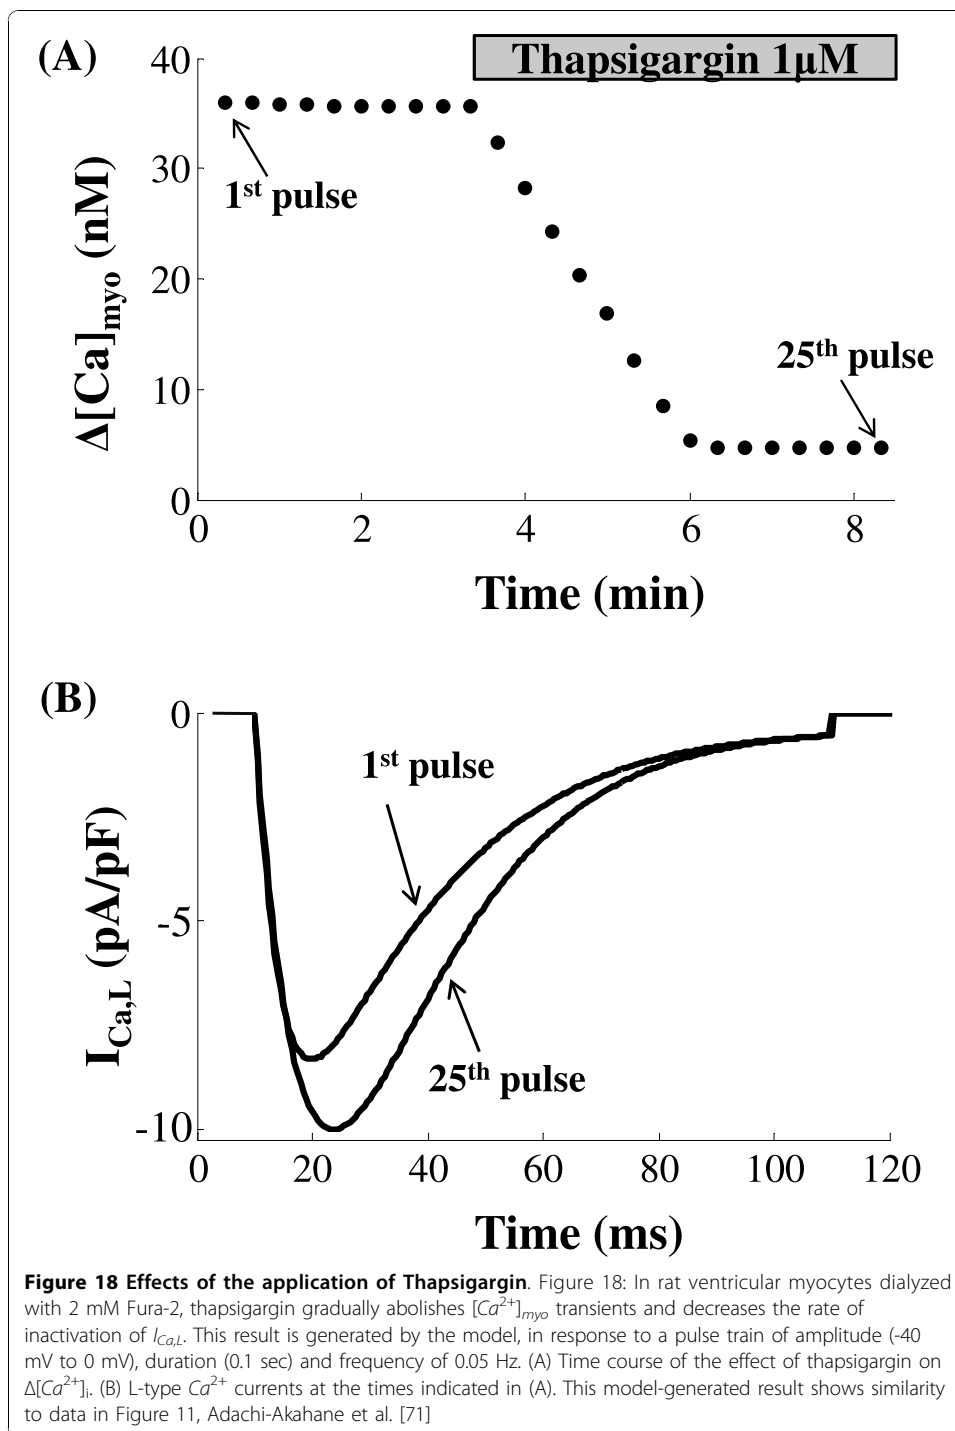 (A)
Thapsigargin 1μM
40
30
20
10
0
Δ[Ca]myo (nM)
1st pulse
25th pulse
0 2 4 6 8
Time (min)
(B)
0
-5
-10
I Ca,L (pA/pF)
1st pulse
25th pulse
0 20 40 60 80 100 120
Time (ms)
Figure 18 Effects of the application of Thapsigargin. Figure 18: In rat ventricular myocytes dialyzed
with 2 mM Fura-2, thapsigargin gradually abolishes [Ca2+]myo transients and decreases the rate of
inactivation of ICa,L. This result is generated by the model, in response to a pulse train of amplitude (-40
mV to 0 mV), duration (0.1 sec) and frequency of 0.05 Hz. (A) Time course of the effect of thapsigargin on
Δ[Ca2+]i. (B) L-type Ca2+ currents at the times indicated in (A). This model-generated result shows similarity
to data in Figure 11, Adachi-Akahane et al. [71]